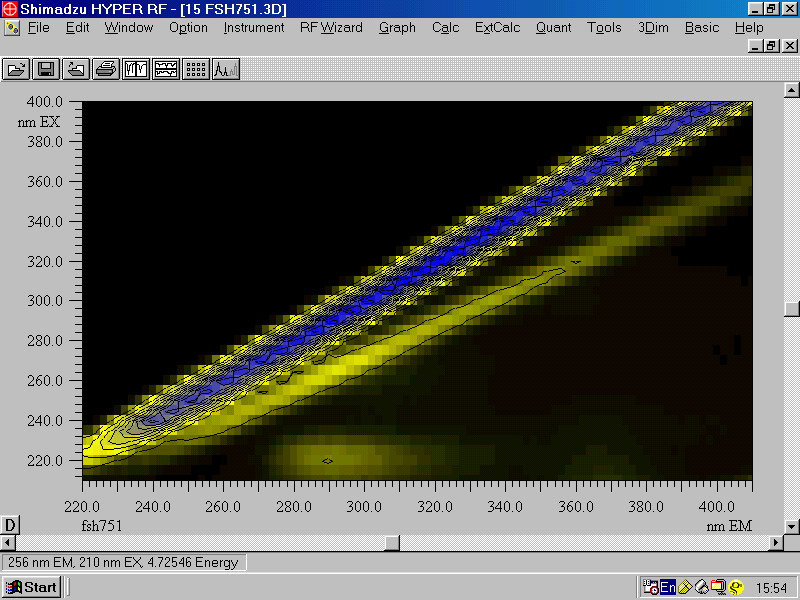 Shimadzu HYPER RF - [15 FSH751.3D]
File Edit Window Option Instrument RF Wizard Graph Calc ExtCalc Quant Tools 3Dim Basic Help
400.0
nm EX
380.0
360.0
340.0
320.0
300.0
280.0
260.0
240.0
220.0
220.0 240.0 260.0 280.0 300.0 320.0 340.0 360.0 380.0 400.0
D fsh751 nm EM
256 nm EM, 210 nm EX, 4.72546 Energy
Start En 15:54